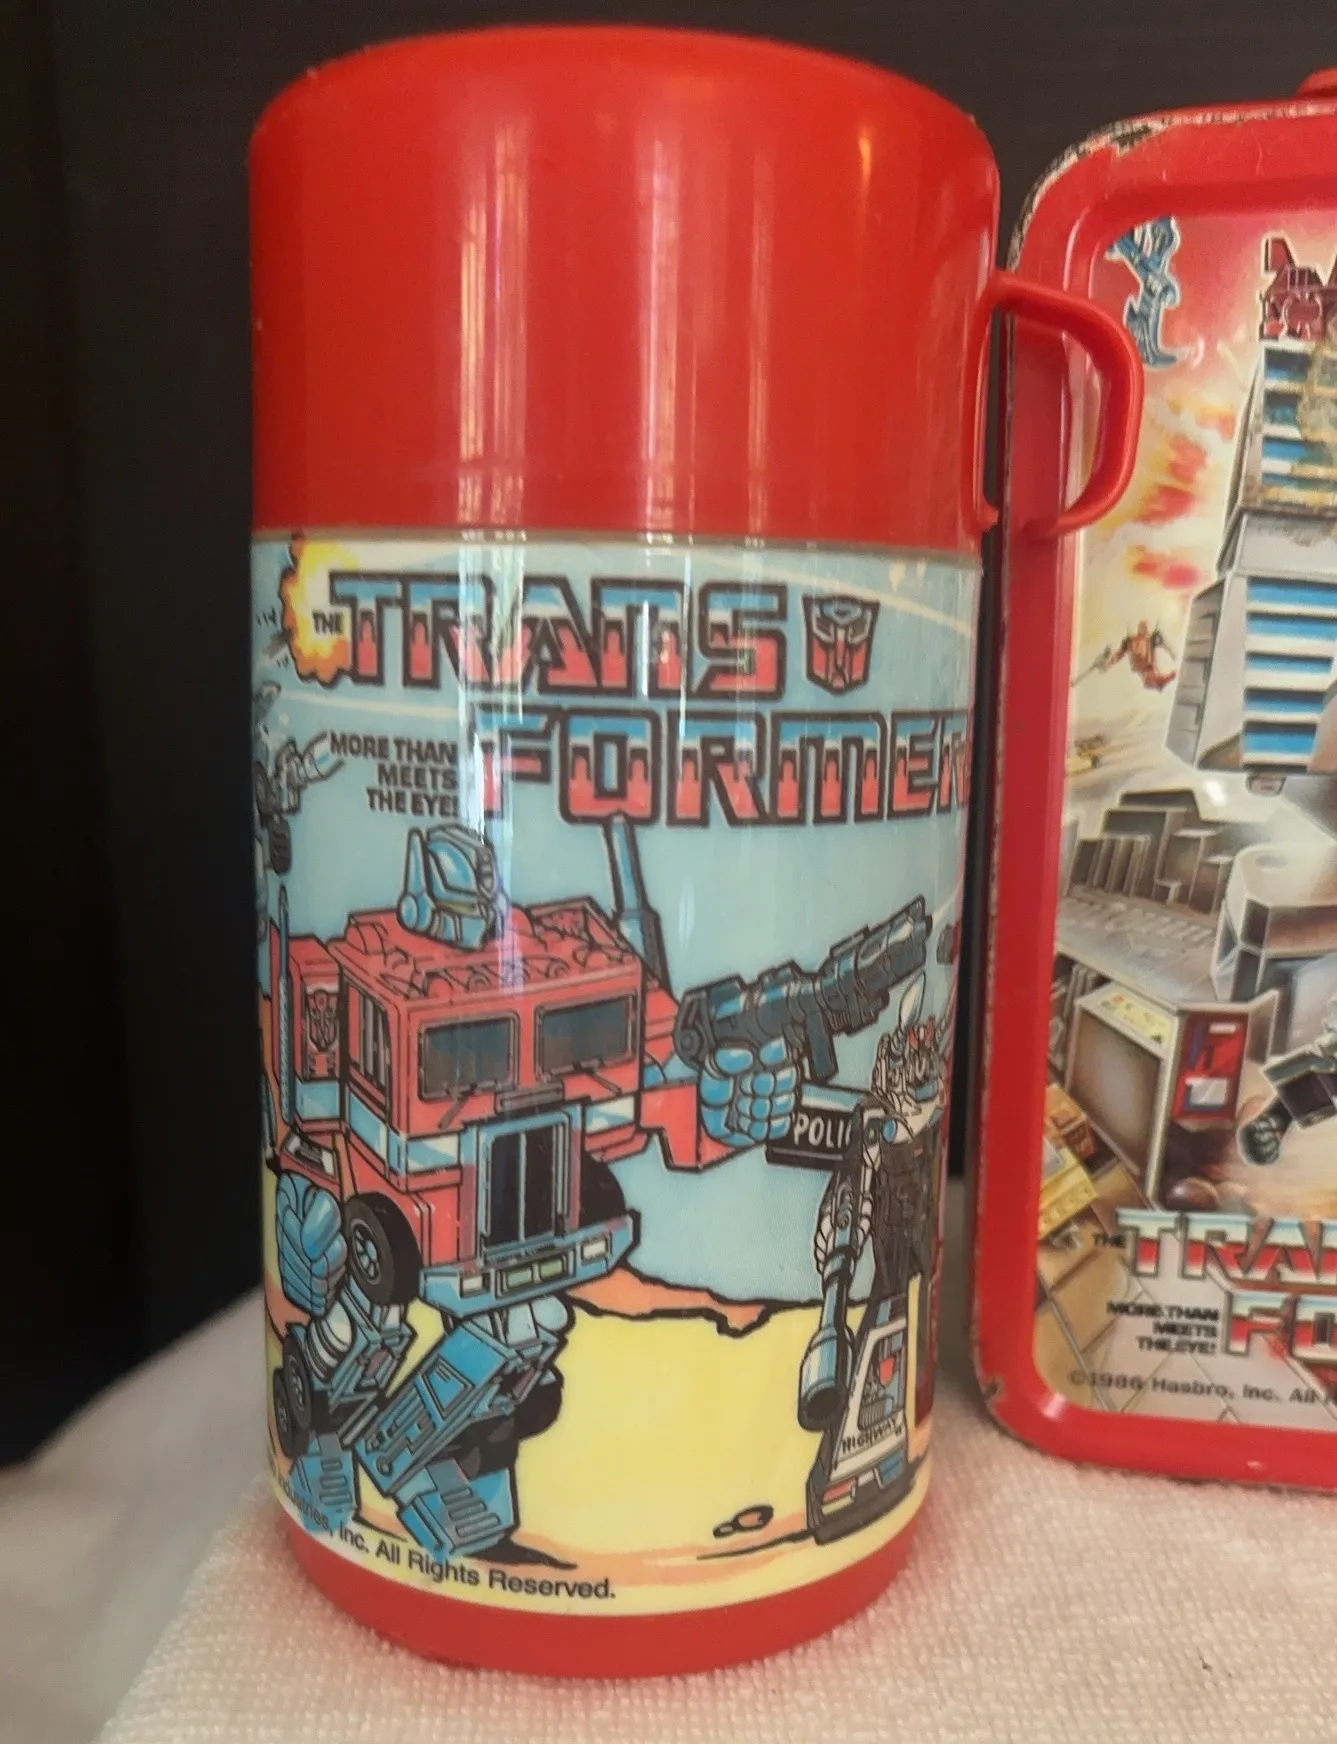 THE TRANS
FORMER
MORE THAN
MEETS
THE EYE!
POLI
HIGHWAY
Industries, Inc. All Rights Reserved.
THE TRA
FO
MORE THAN
MEETS
THE EYE!
©1986 Hasbro, Inc. All